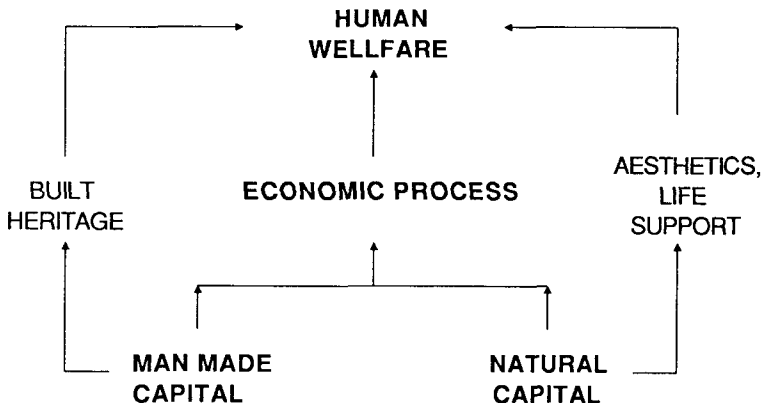 HUMAN
WELLFARE
BUILT
HERITAGE
ECONOMIC PROCESS
AESTHETICS,
LIFE
SUPPORT
MAN MADE
CAPITAL
NATURAL
CAPITAL